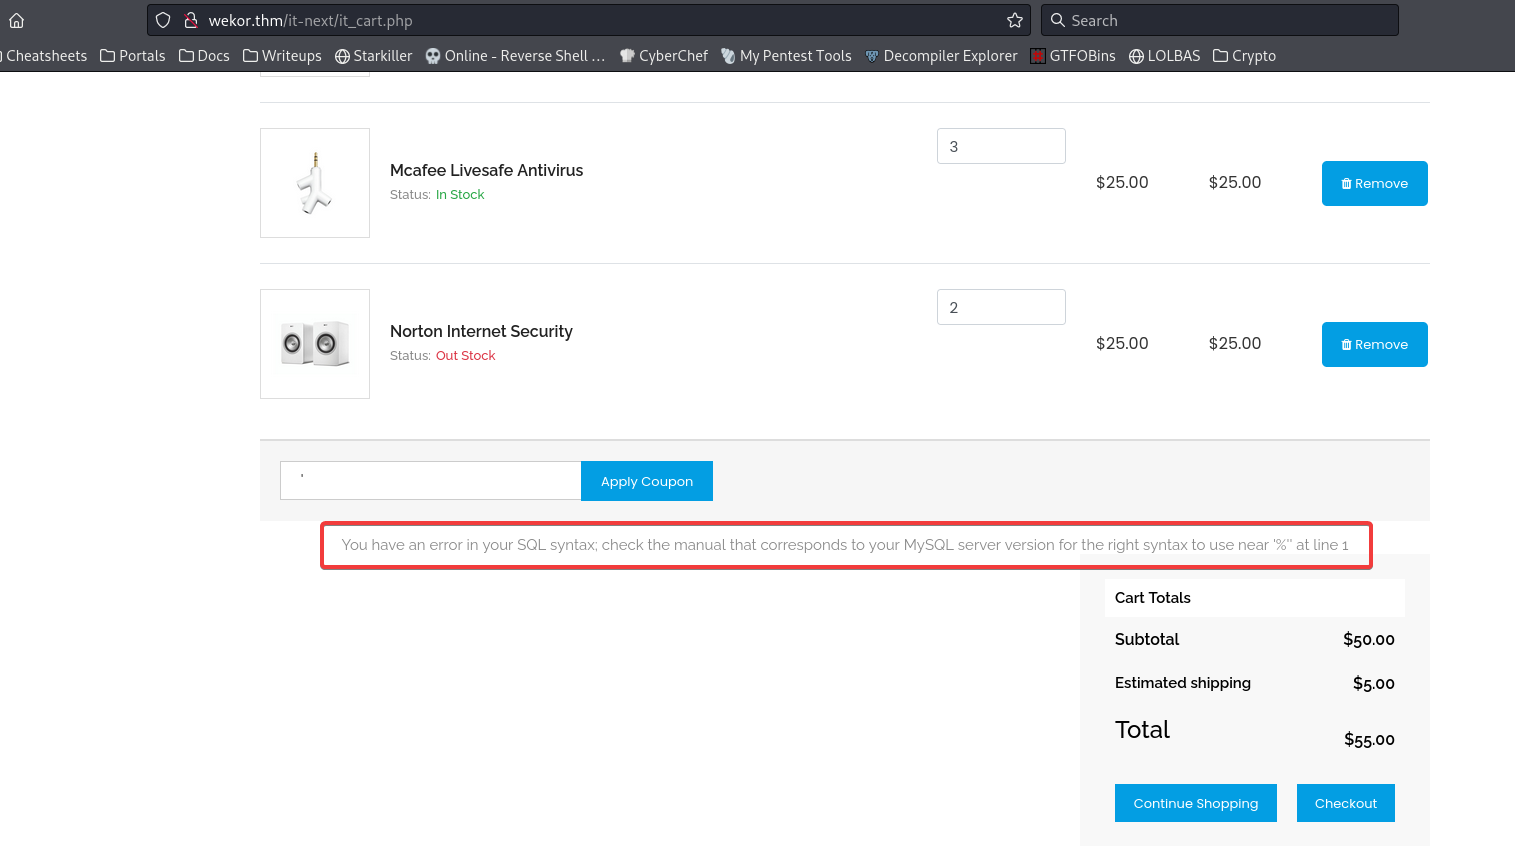 wekor.thm/it-next/it_cart.php
Search
Cheatsheets Portals Docs Writeups Starkiller Online - Reverse Shell ... CyberChef My Pentest Tools Decompiler Explorer GTFOBins LOLBAS Crypto
Mcafee Livesafe Antivirus
Status: In Stock
3
$25.00
$25.00
Remove
Norton Internet Security
Status: Out Stock
2
$25.00
$25.00
Remove
'
Apply Coupon
You have an error in your SQL syntax; check the manual that corresponds to your MySQL server version for the right syntax to use near '%'' at line 1
Cart Totals
Subtotal $50.00
Estimated shipping $5.00
Total $55.00
Continue Shopping
Checkout